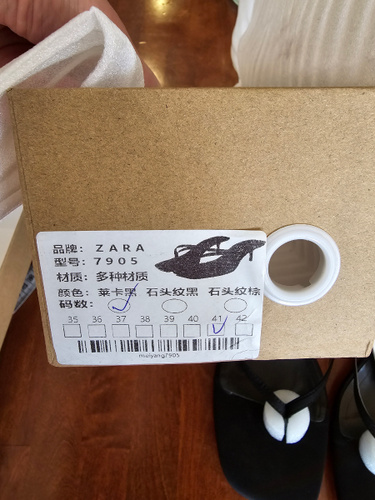 品牌： ZARA
型号：7905
材质：多种材质
颜色：莱卡黑 石头纹黑 石头纹棕
码数：
35 36 37 38 39 40 41 42
meiyang7905